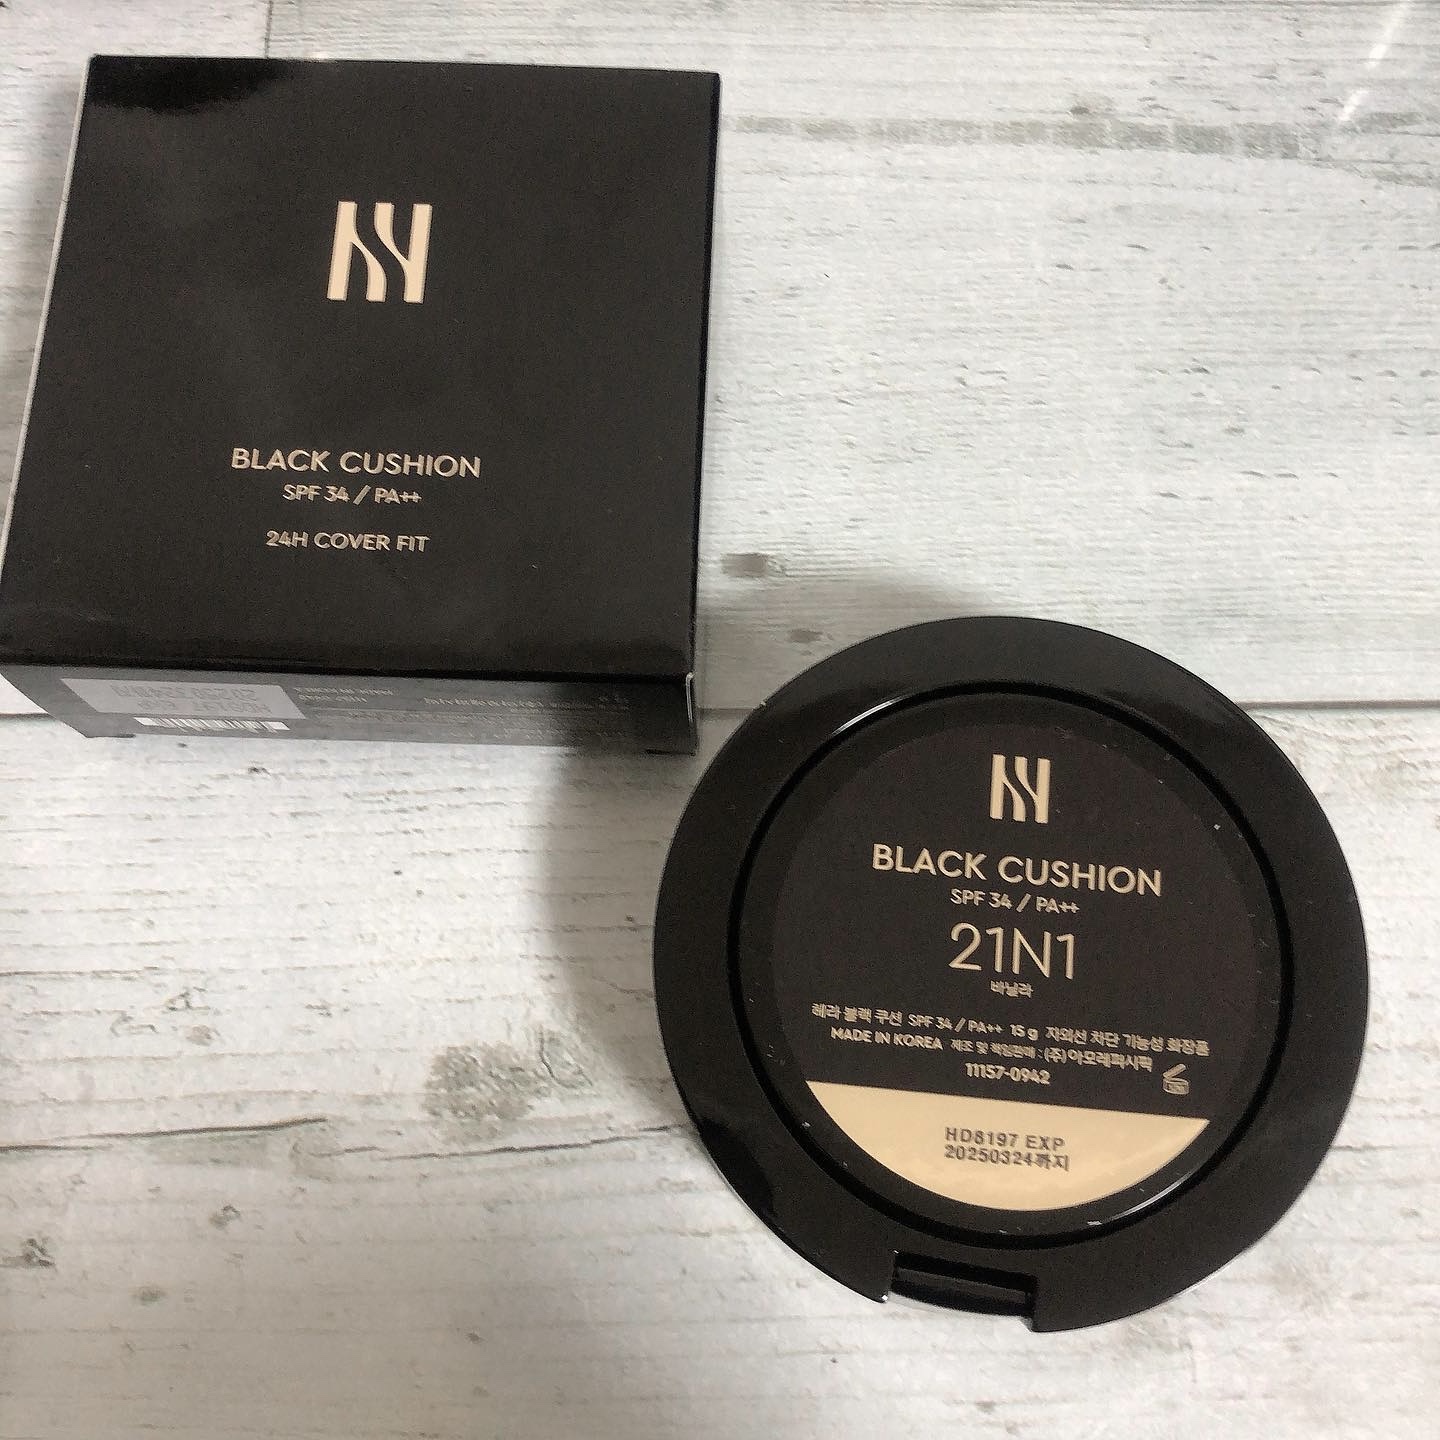 BLACK CUSHION
SPF 34 / PA++
24H COVER FIT
BLACK CUSHION
SPF 34 / PA++
21N1
바닐라
헤라 블랙 쿠션 SPF 34 / PA++ 15 g 자외선 차단 기능성 화장품
MADE IN KOREA 제조 및 책임판매 : (주)아모레퍼시픽
11157-0942
HD8197 EXP
20250324까지